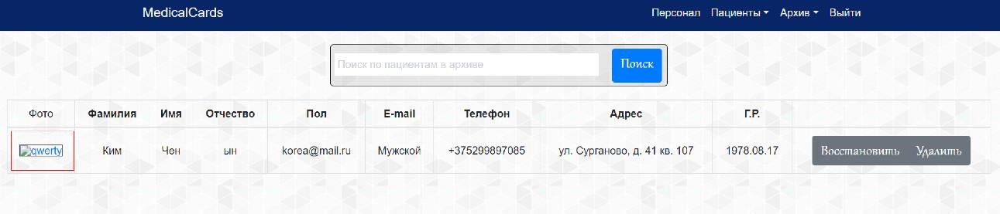 MedicalCards Персонал Пациенты Архив Выйти
Поиск по пациентам в архиве Поиск
Фото Фамилия Имя Отчество Пол E-mail Телефон Адрес Г.Р.
qwerty Ким Чен ын korea@mail.ru Мужской +375299897085 ул. Сурганово, д. 41 кв. 107 1978.08.17 Восстановить Удалить